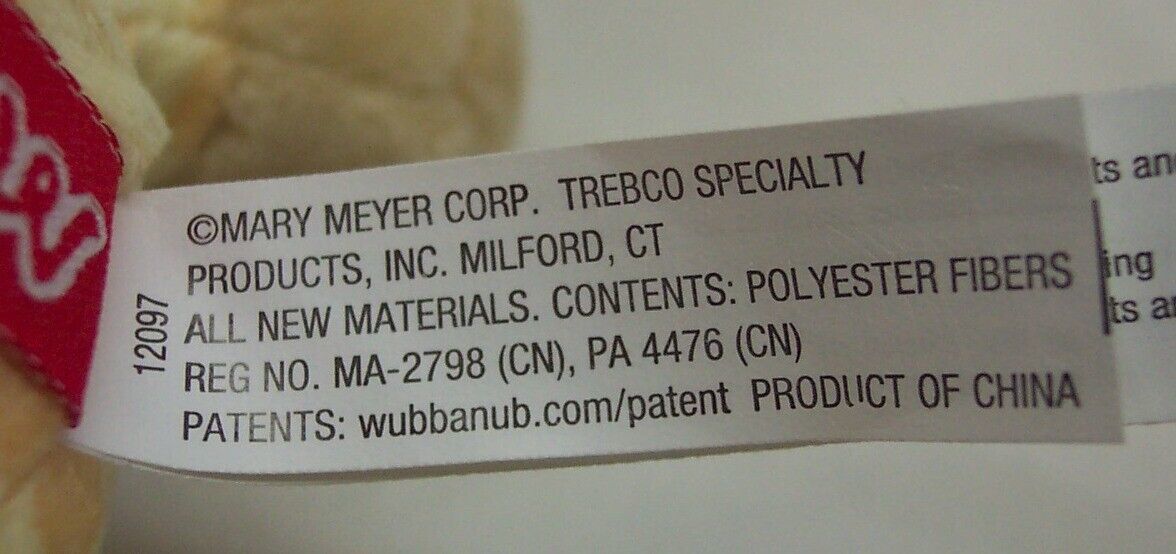 ©MARY MEYER CORP. TREBCO SPECIALTY
PRODUCTS, INC. MILFORD, CT
ALL NEW MATERIALS. CONTENTS: POLYESTER FIBERS
REG NO. MA-2798 (CN), PA 4476 (CN)
PATENTS: wubbanub.com/patent PRODUCT OF CHINA
12097
ts an
ing
ts a